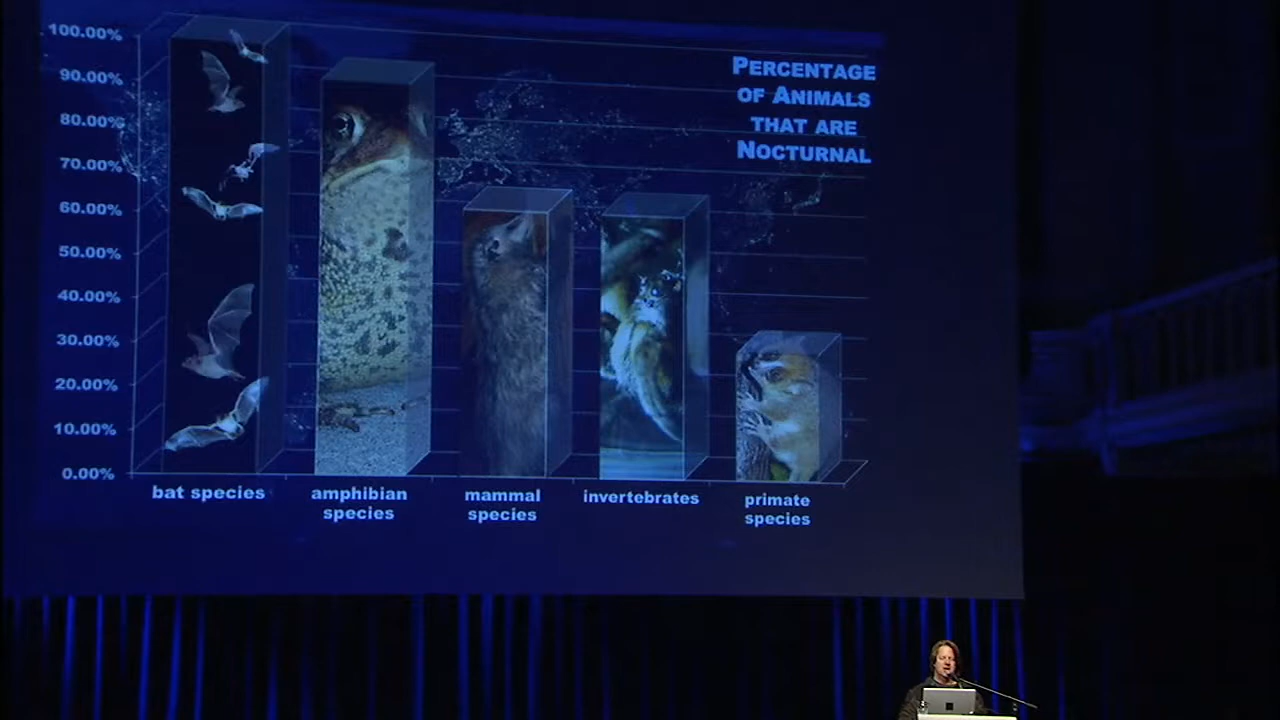 PERCENTAGE
OF ANIMALS
THAT ARE
NOCTURNAL
100.00%
90.00%
80.00%
70.00%
60.00%
50.00%
40.00%
30.00%
20.00%
10.00%
0.00%
bat species
amphibian
species
mammal
species
invertebrates
primate
species